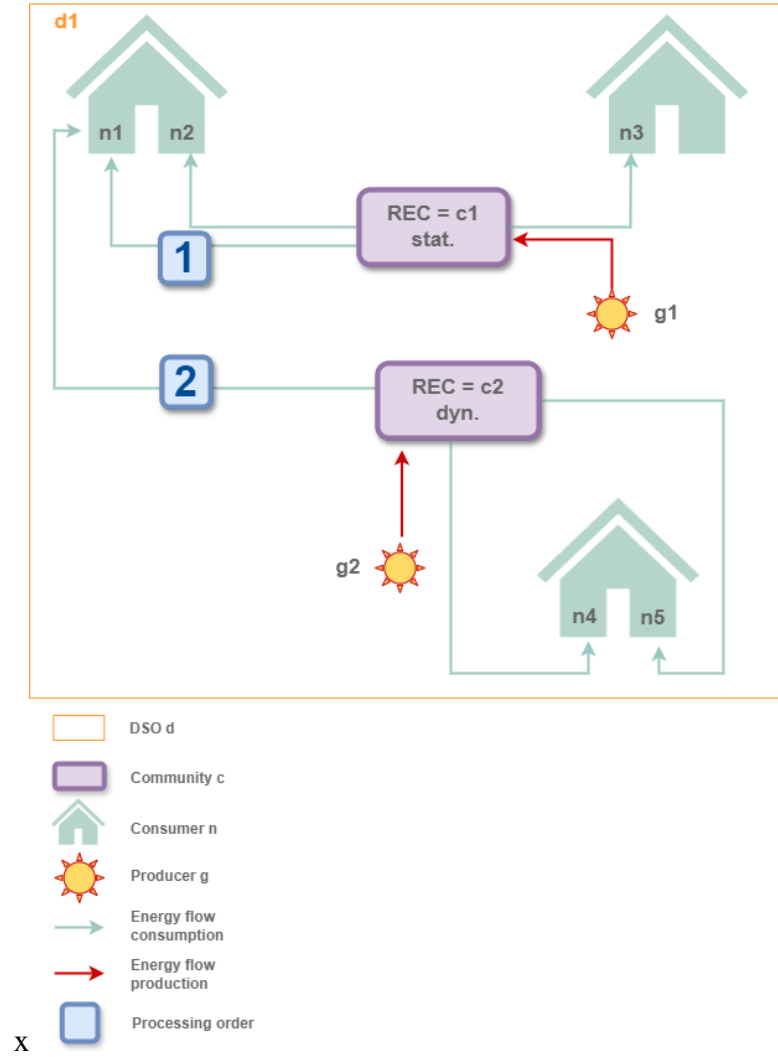 d1
n1
n2
n3
REC = c1
stat.
1
g1
2
REC = c2
dyn.
g2
n4
n5
DSO d
Community c
Consumer n
Producer g
Energy flow
consumption
Energy flow
production
Processing order
x